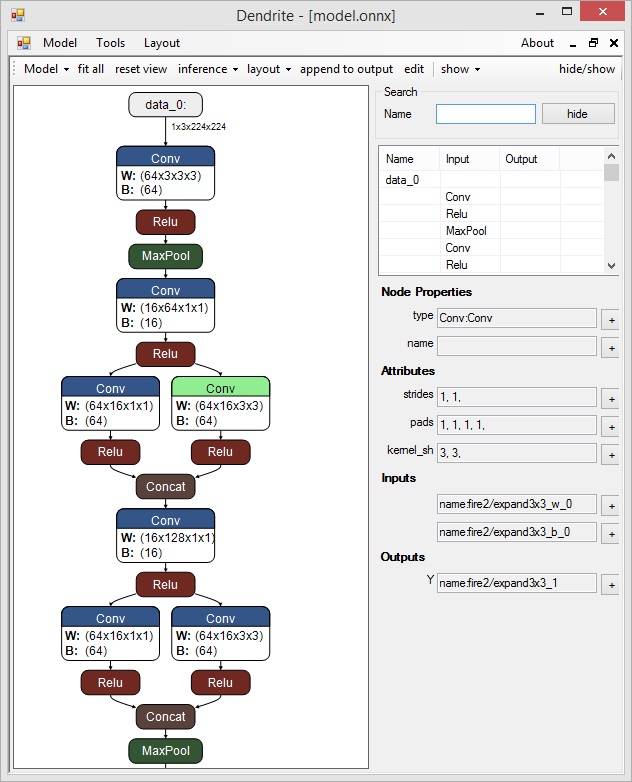 Dendrite - [model.onnx]
Model Tools Layout About
Model fit all reset view inference layout append to output edit show hide/show
data_0:
1x3x224x224
Conv
W: (64x3x3x3)
B: (64)
Relu
MaxPool
Conv
W: (16x64x1x1)
B: (16)
Relu
Conv
W: (64x16x1x1)
B: (64)
Conv
W: (64x16x3x3)
B: (64)
Relu
Relu
Concat
Conv
W: (16x128x1x1)
B: (16)
Relu
Conv
W: (64x16x1x1)
B: (64)
Conv
W: (64x16x3x3)
B: (64)
Relu
Relu
Concat
MaxPool
Search
Name hide
Name Input Output
data_0
Conv
Relu
MaxPool
Conv
Relu
Node Properties
type Conv:Conv +
name +
Attributes
strides 1, 1, +
pads 1, 1, 1, 1, +
kernel_sh 3, 3, +
Inputs
name:fire2/expand3x3_w_0 +
name:fire2/expand3x3_b_0 +
Outputs
Y name:fire2/expand3x3_1 +